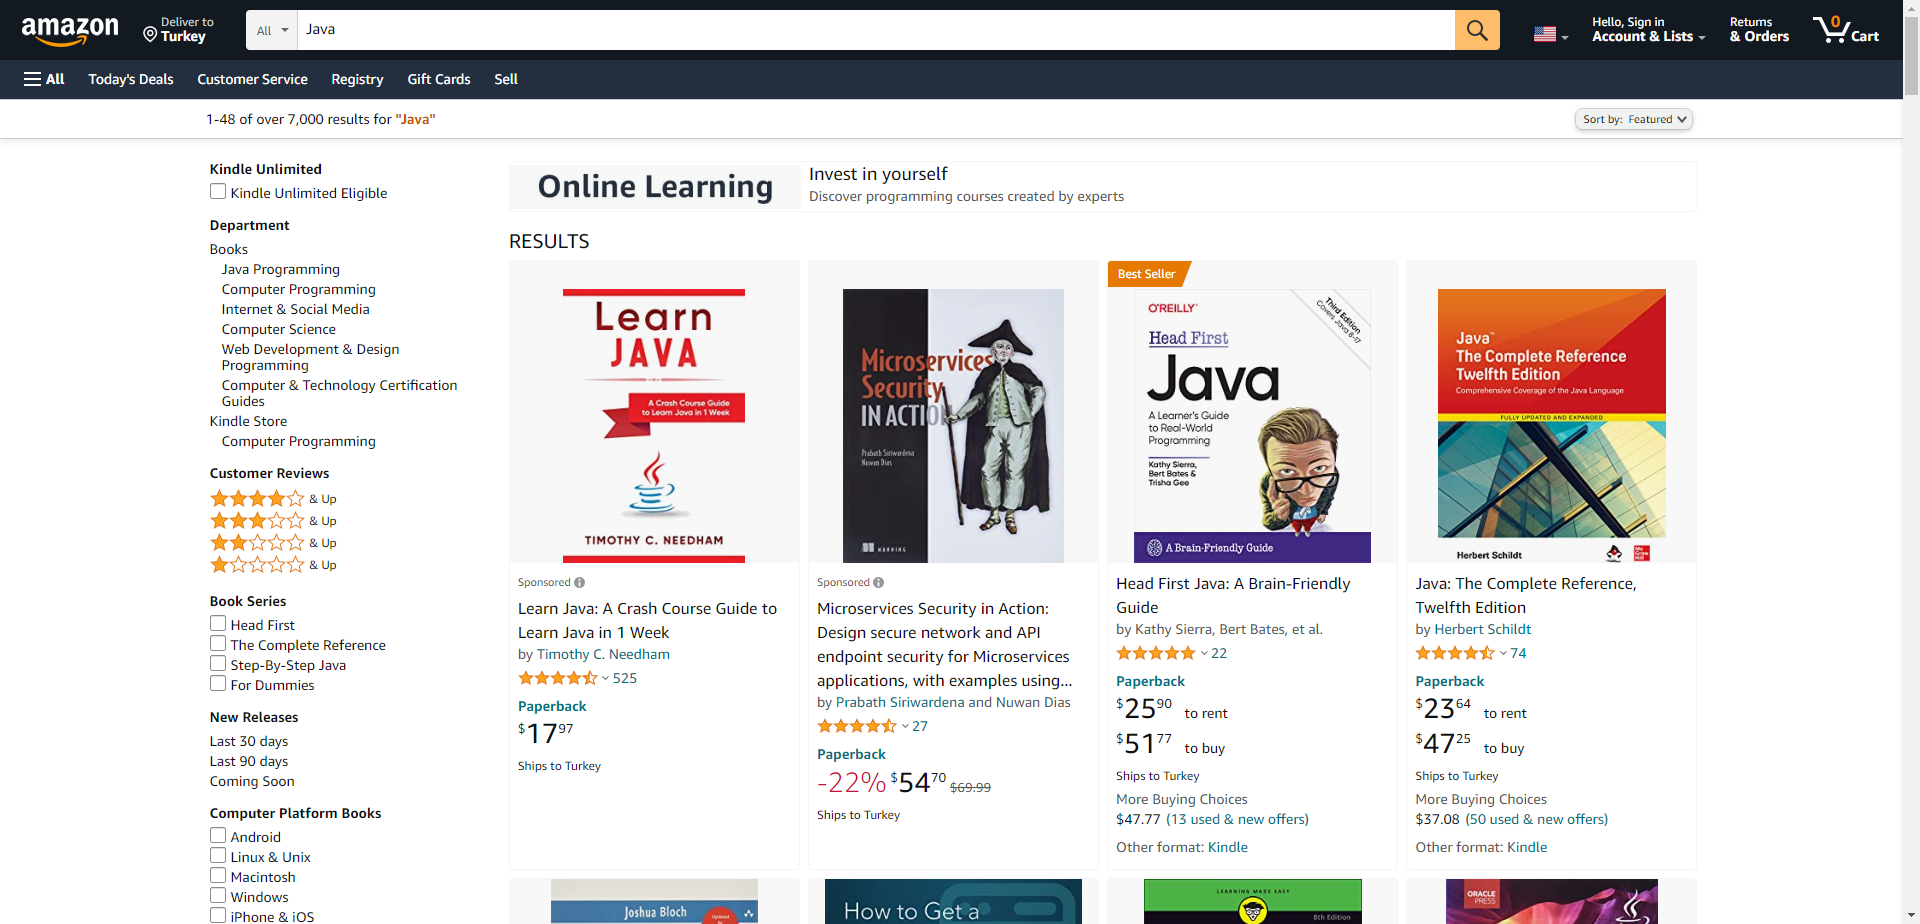 amazon
Deliver to
Turkey
All
Java
Hello, Sign in
Account & Lists
Returns
& Orders
0
Cart
All
Today's Deals
Customer Service
Registry
Gift Cards
Sell
1-48 of over 7,000 results for "Java"
Sort by: Featured
Kindle Unlimited
Kindle Unlimited Eligible
Department
Books
Java Programming
Computer Programming
Internet & Social Media
Computer Science
Web Development & Design
Programming
Computer & Technology Certification
Guides
Kindle Store
Computer Programming
Customer Reviews
& Up
& Up
& Up
& Up
Book Series
Head First
The Complete Reference
Step-By-Step Java
For Dummies
New Releases
Last 30 days
Last 90 days
Coming Soon
Computer Platform Books
Android
Linux & Unix
Macintosh
Windows
iPhone & iOS
Online Learning
Invest in yourself
Discover programming courses created by experts
RESULTS
Learn
JAVA
A Crash Course Guide
to Learn Java in 1 Week
TIMOTHY C. NEEDHAM
Sponsored
Learn Java: A Crash Course Guide to
Learn Java in 1 Week
by Timothy C. Needham
525
Paperback
$17 97
Ships to Turkey
Microservices
Security
IN ACTION
Prabath Siriwardena
Nuwan Dias
MANNING
Sponsored
Microservices Security in Action:
Design secure network and API
endpoint security for Microservices
applications, with examples using...
by Prabath Siriwardena and Nuwan Dias
27
Paperback
-22% $54 70 $69.99
Ships to Turkey
Best Seller
O'REILLY
Third Edition
Covers Java 8-17
Head First
Java
A Learner's Guide
to Real-World
Programming
Kathy Sierra,
Bert Bates &
Trisha Gee
A Brain-Friendly Guide
Head First Java: A Brain-Friendly
Guide
by Kathy Sierra, Bert Bates, et al.
22
Paperback
$25 90 to rent
$51 77 to buy
Ships to Turkey
More Buying Choices
$47.77 (13 used & new offers)
Other format: Kindle
Java™
The Complete Reference
Twelfth Edition
Comprehensive Coverage of the Java Language
FULLY UPDATED AND EXPANDED
Herbert Schildt
Java: The Complete Reference,
Twelfth Edition
by Herbert Schildt
74
Paperback
$23 64 to rent
$47 25 to buy
Ships to Turkey
More Buying Choices
$37.08 (50 used & new offers)
Other format: Kindle
Joshua Bloch
How to Get a
LEARNING MADE EASY
8th Edition
ORACLE
PRESS